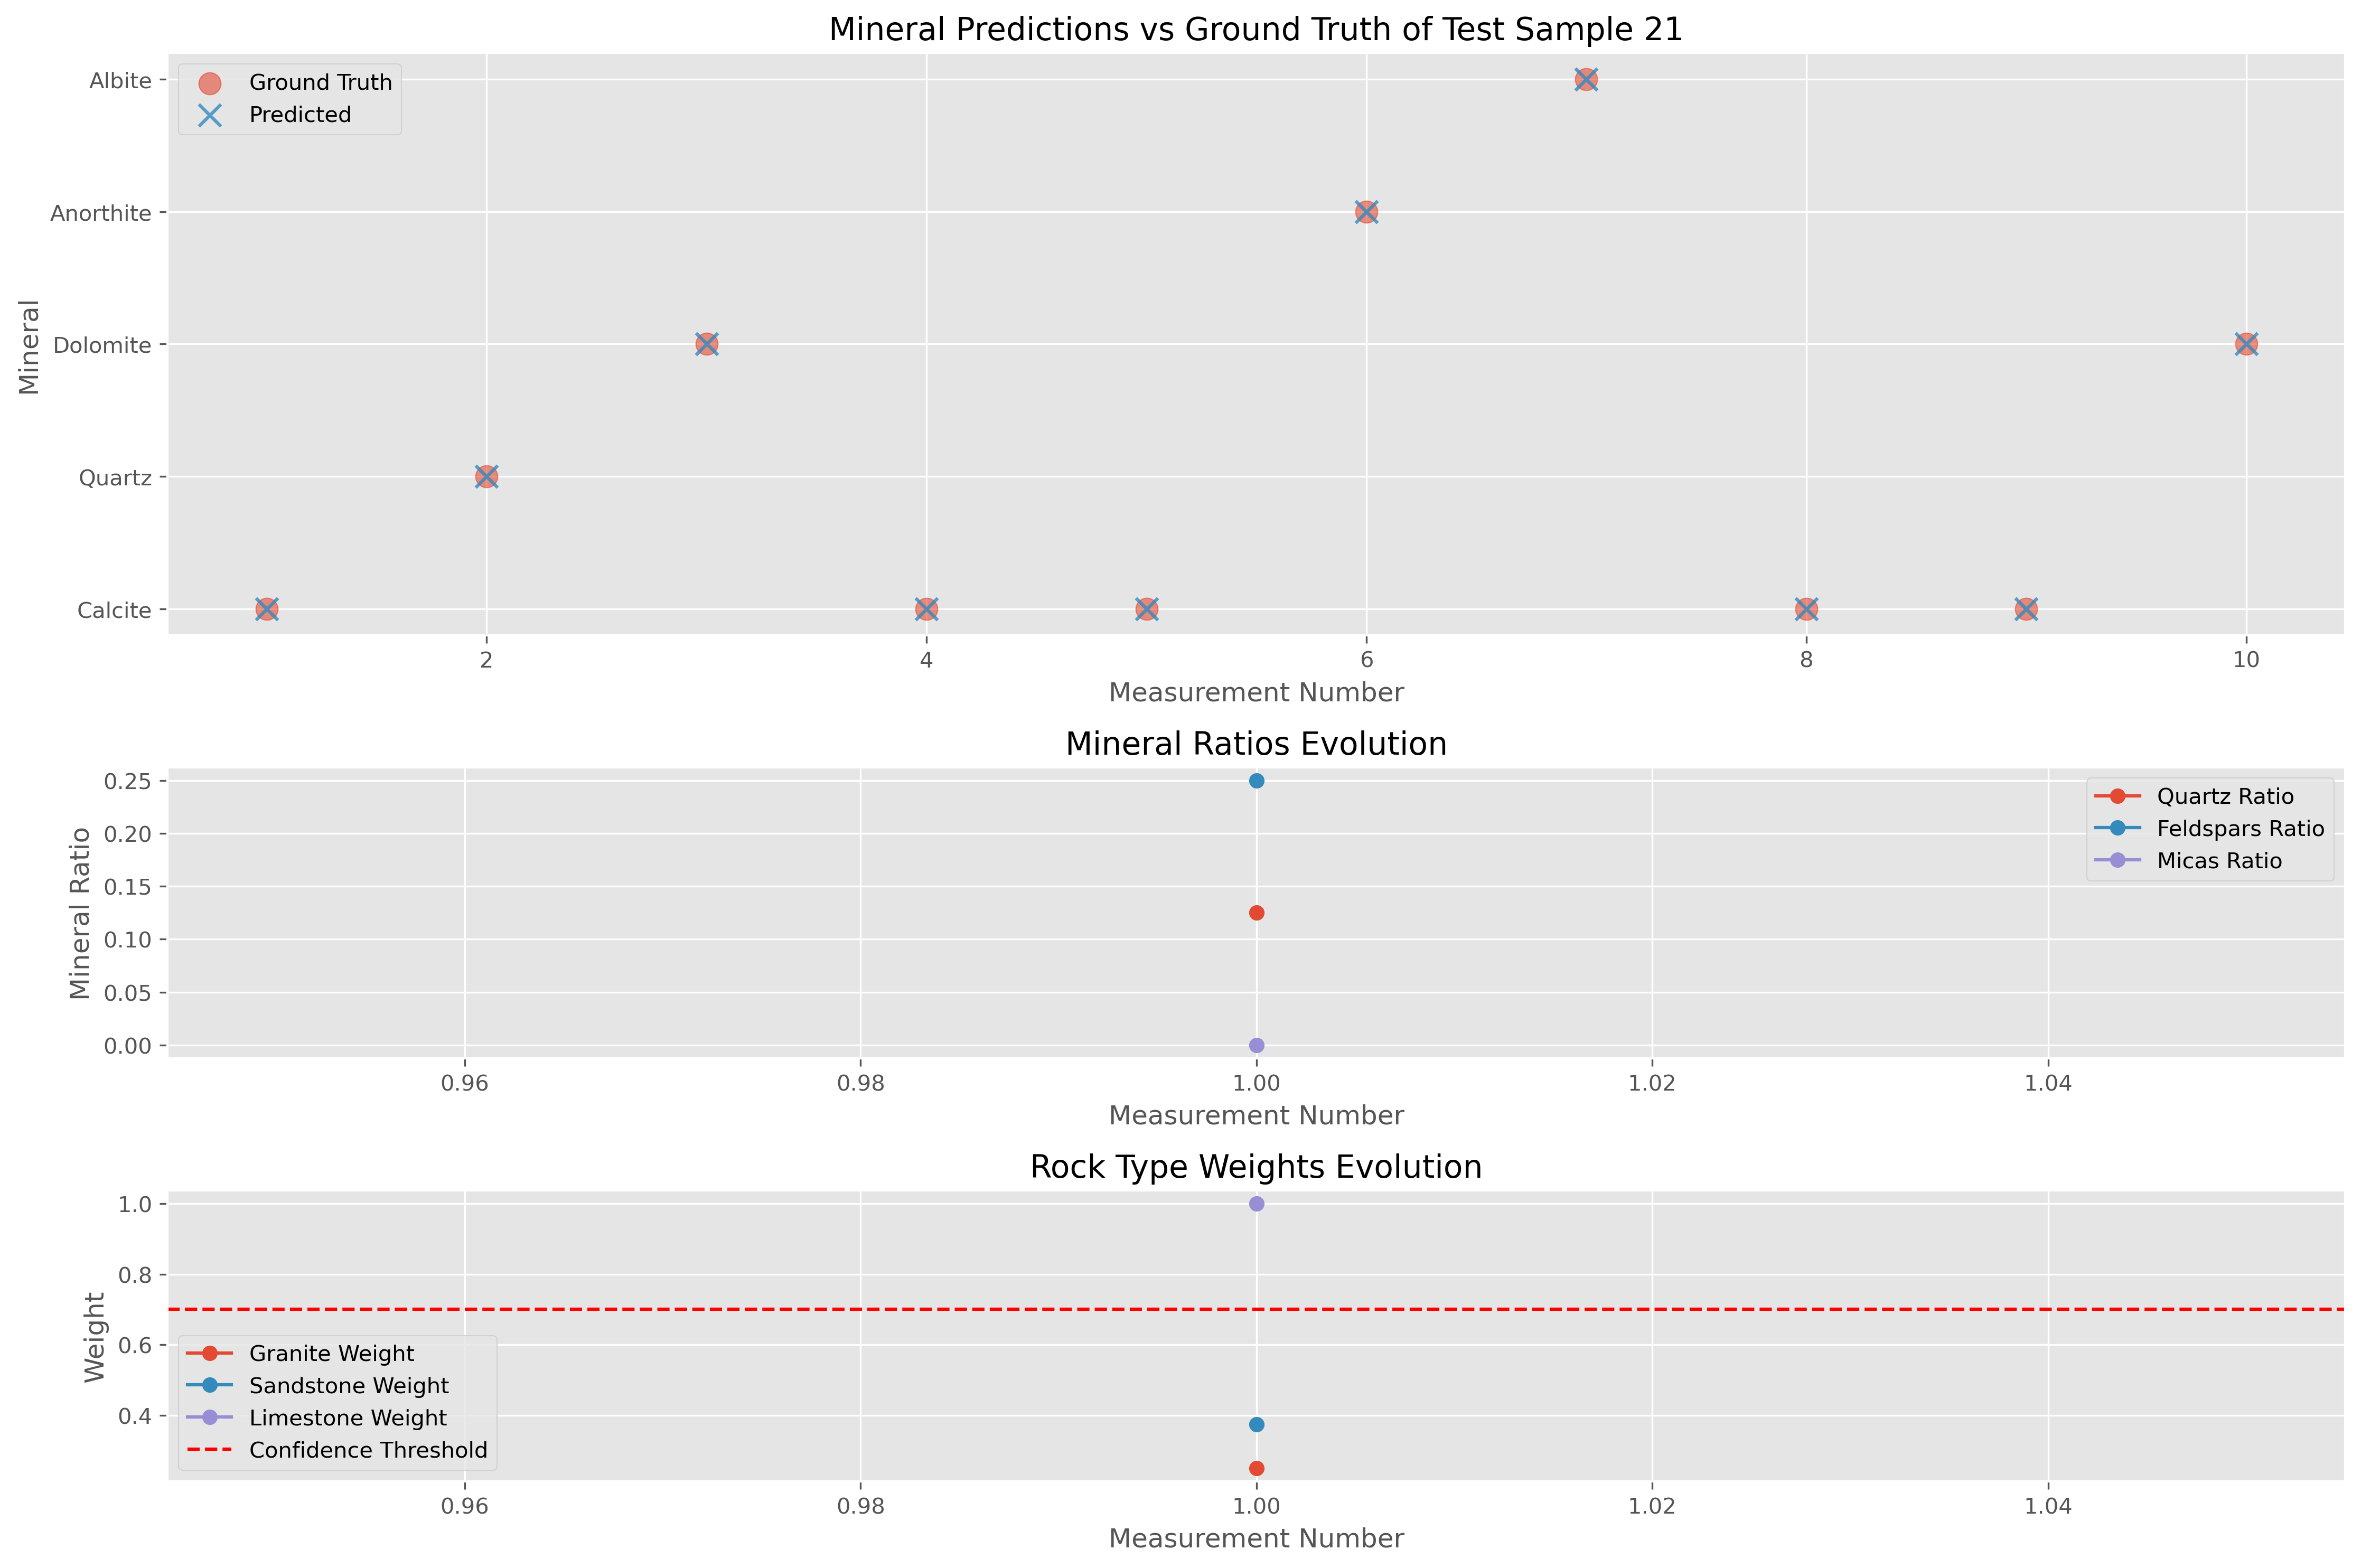 Mineral Predictions vs Ground Truth of Test Sample 21
Ground Truth
Predicted
Albite
Anorthite
Dolomite
Quartz
Calcite
Mineral
2 4 6 8 10
Measurement Number
Mineral Ratios Evolution
Quartz Ratio
Feldspars Ratio
Micas Ratio
0.25
0.20
0.15
0.10
0.05
0.00
Mineral Ratio
0.96 0.98 1.00 1.02 1.04
Measurement Number
Rock Type Weights Evolution
1.0
0.8
0.6
0.4
Weight
Granite Weight
Sandstone Weight
Limestone Weight
Confidence Threshold
0.96 0.98 1.00 1.02 1.04
Measurement Number